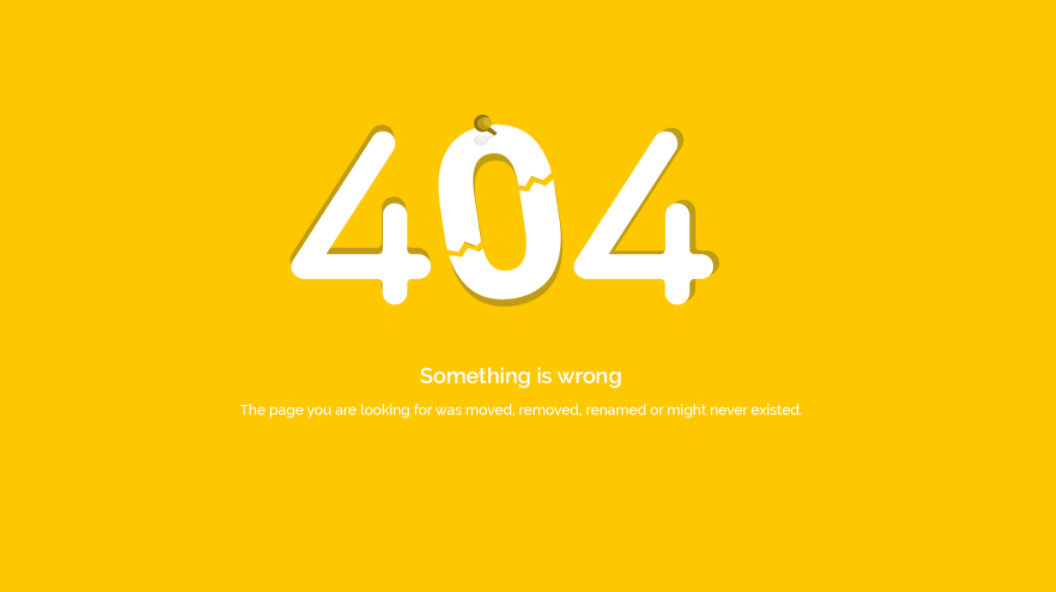 404
Something is wrong
The page you are looking for was moved, removed, renamed or might never existed.